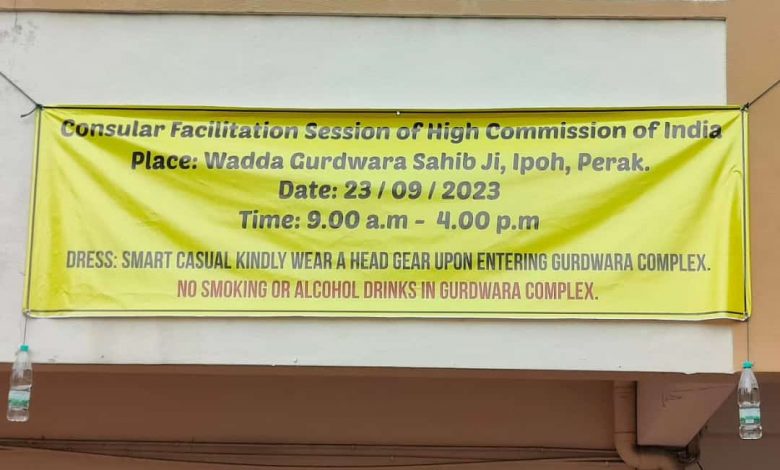 Consular Facilitation Session of High Commission of India
Place: Wadda Gurdwara Sahib Ji, Ipoh, Perak.
Date: 23 / 09 / 2023
Time: 9.00 a.m - 4.00 p.m
DRESS: SMART CASUAL KINDLY WEAR A HEAD GEAR UPON ENTERING GURDWARA COMPLEX.
NO SMOKING OR ALCOHOL DRINKS IN GURDWARA COMPLEX.